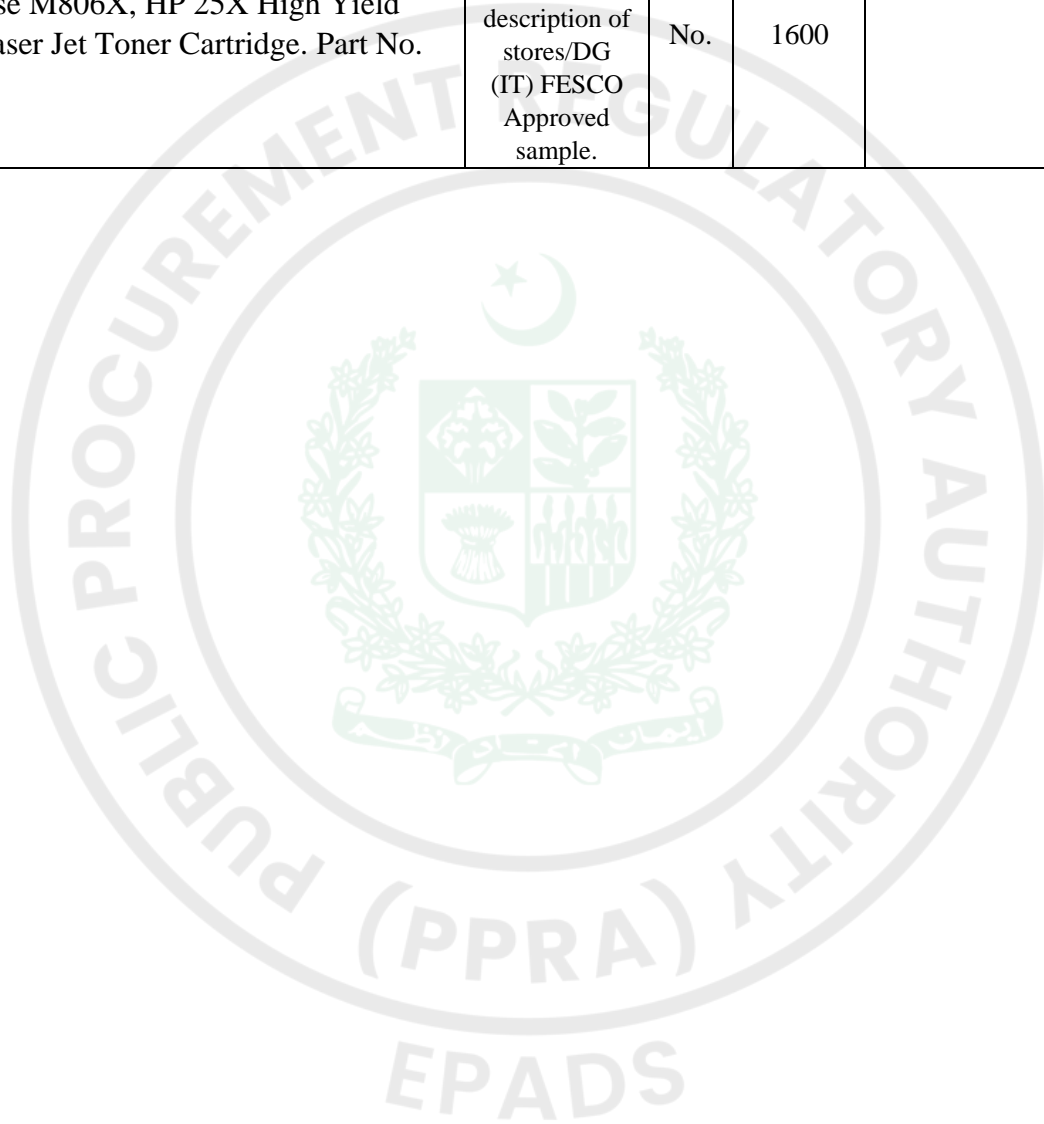 se M806X, HP 25X High Yield
aser Jet Toner Cartridge. Part No.
description of
stores/DG
(IT) FESCO
Approved
sample.
No.
1600
PUBLIC PROCUREMENT REGULATORY AUTHORITY
(PPRA)
EPADS